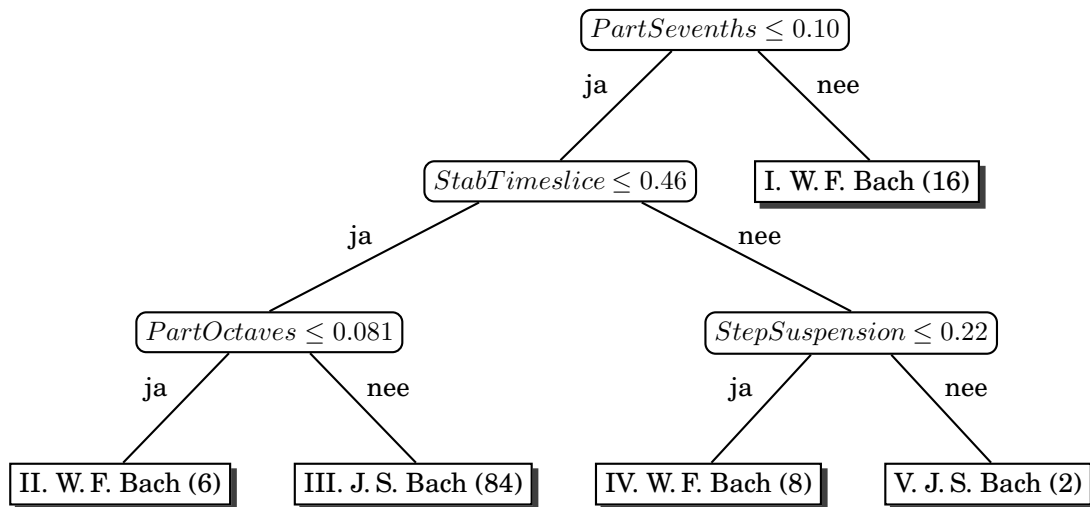 PartSevenths ≤ 0.10
ja
nee
StabTimeslice ≤ 0.46
I. W. F. Bach (16)
ja
nee
PartOctaves ≤ 0.081
StepSuspension ≤ 0.22
ja
nee
ja
nee
II. W. F. Bach (6)
III. J. S. Bach (84)
IV. W. F. Bach (8)
V. J. S. Bach (2)